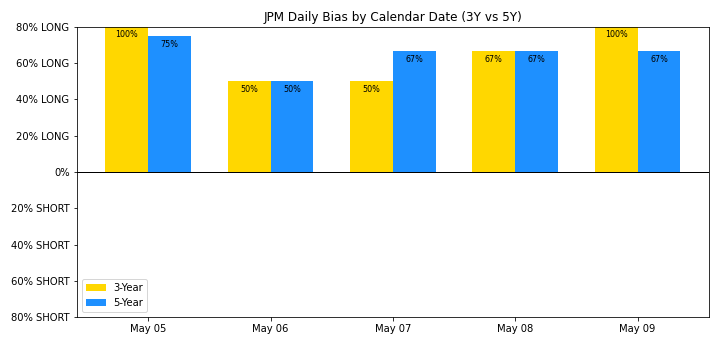 JPM Daily Bias by Calendar Date (3Y vs 5Y)
80% LONG
60% LONG
40% LONG
20% LONG
0%
20% SHORT
40% SHORT
60% SHORT
80% SHORT
100%
75%
50%
50%
50%
67%
67%
67%
100%
67%
3-Year
5-Year
May 05
May 06
May 07
May 08
May 09